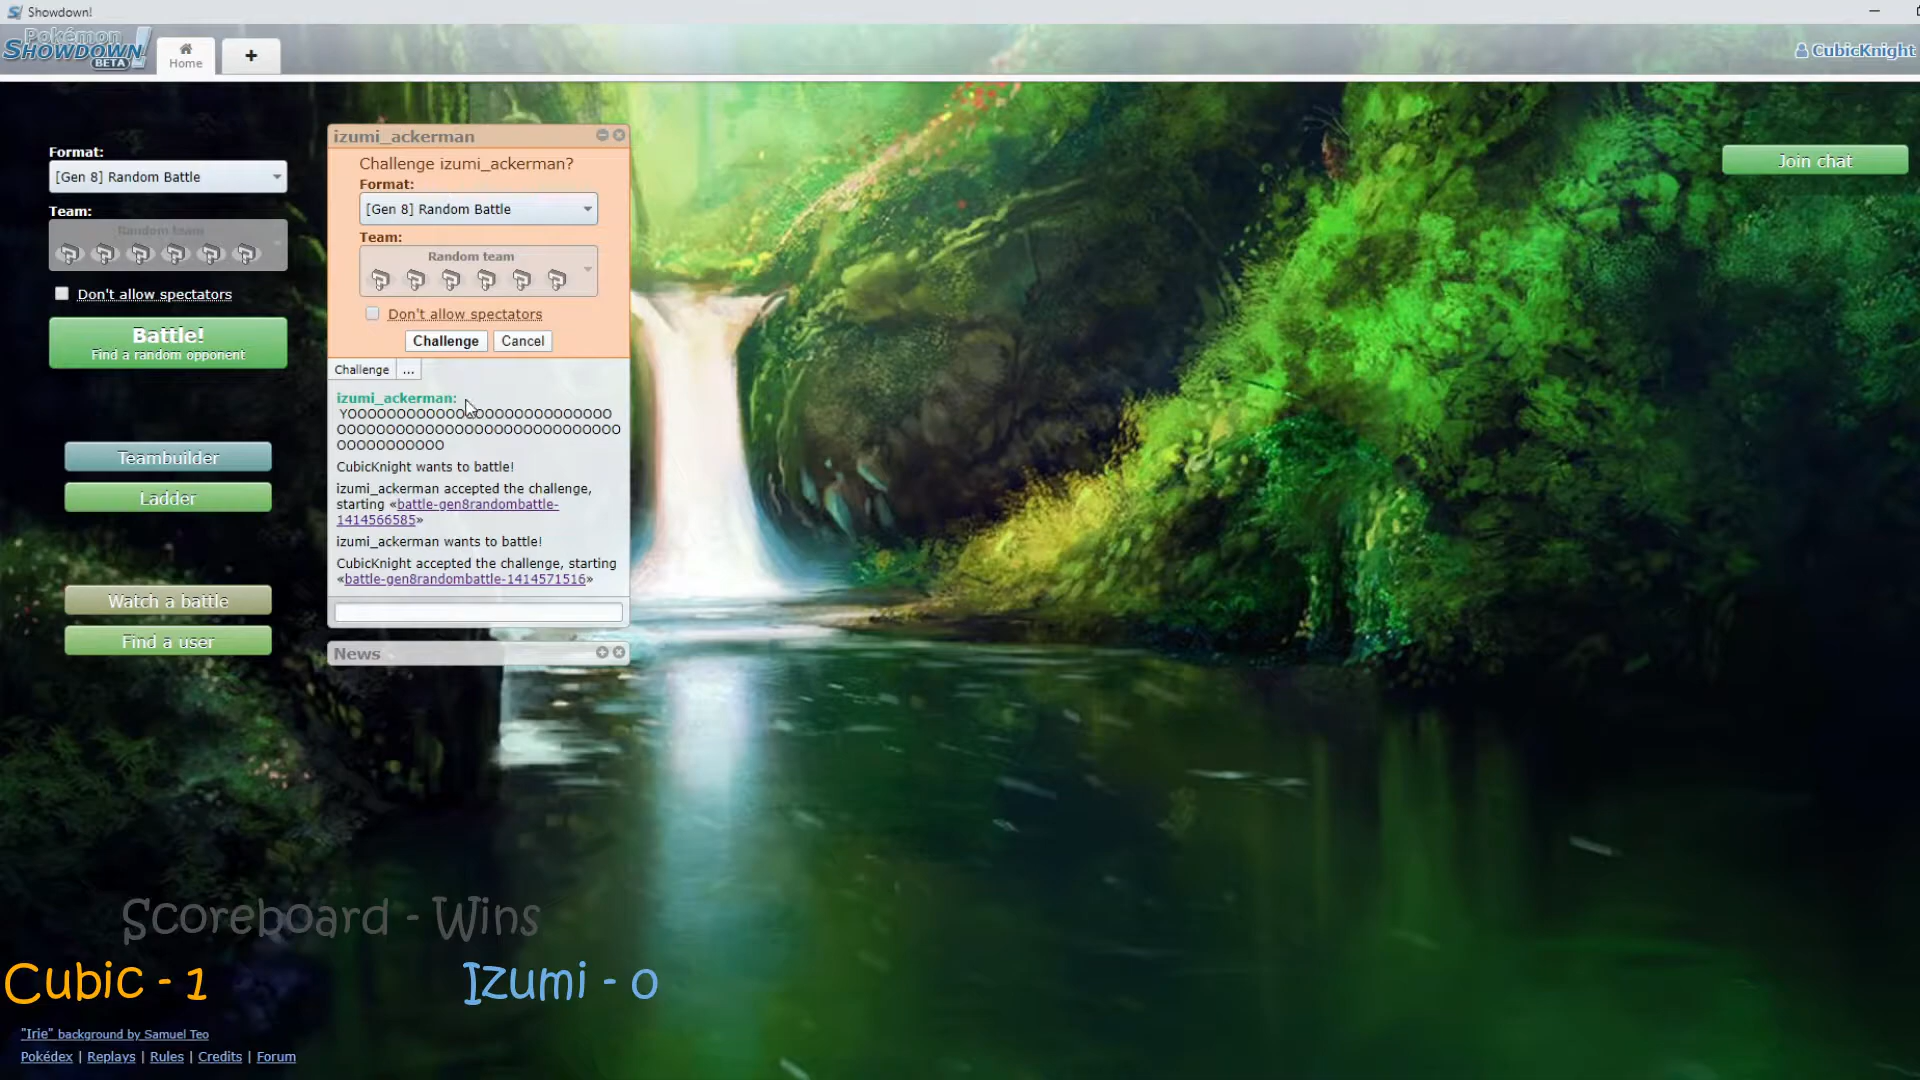 Showdown!
Pokémon
SHOWDOWN!
BETA
Home
+
CubicKnight
Format:
[Gen 8] Random Battle
Team:
Random team
Don't allow spectators
Battle!
Find a random opponent
Teambuilder
Ladder
Watch a battle
Find a user
izumi_ackerman
Challenge izumi_ackerman?
Format:
[Gen 8] Random Battle
Team:
Random team
Don't allow spectators
Challenge Cancel
Challenge ...
izumi_ackerman:
CubicKnight wants to battle!
izumi_ackerman accepted the challenge,
starting «battle-gen8randombattle-
1414566585»
izumi_ackerman wants to battle!
CubicKnight accepted the challenge, starting
«battle-gen8randombattle-1414571516»
News
Join chat
Scoreboard - Wins
Cubic - 1 Izumi - 0
"Irie" background by Samuel Teo
Pokédex | Replays | Rules | Credits | Forum